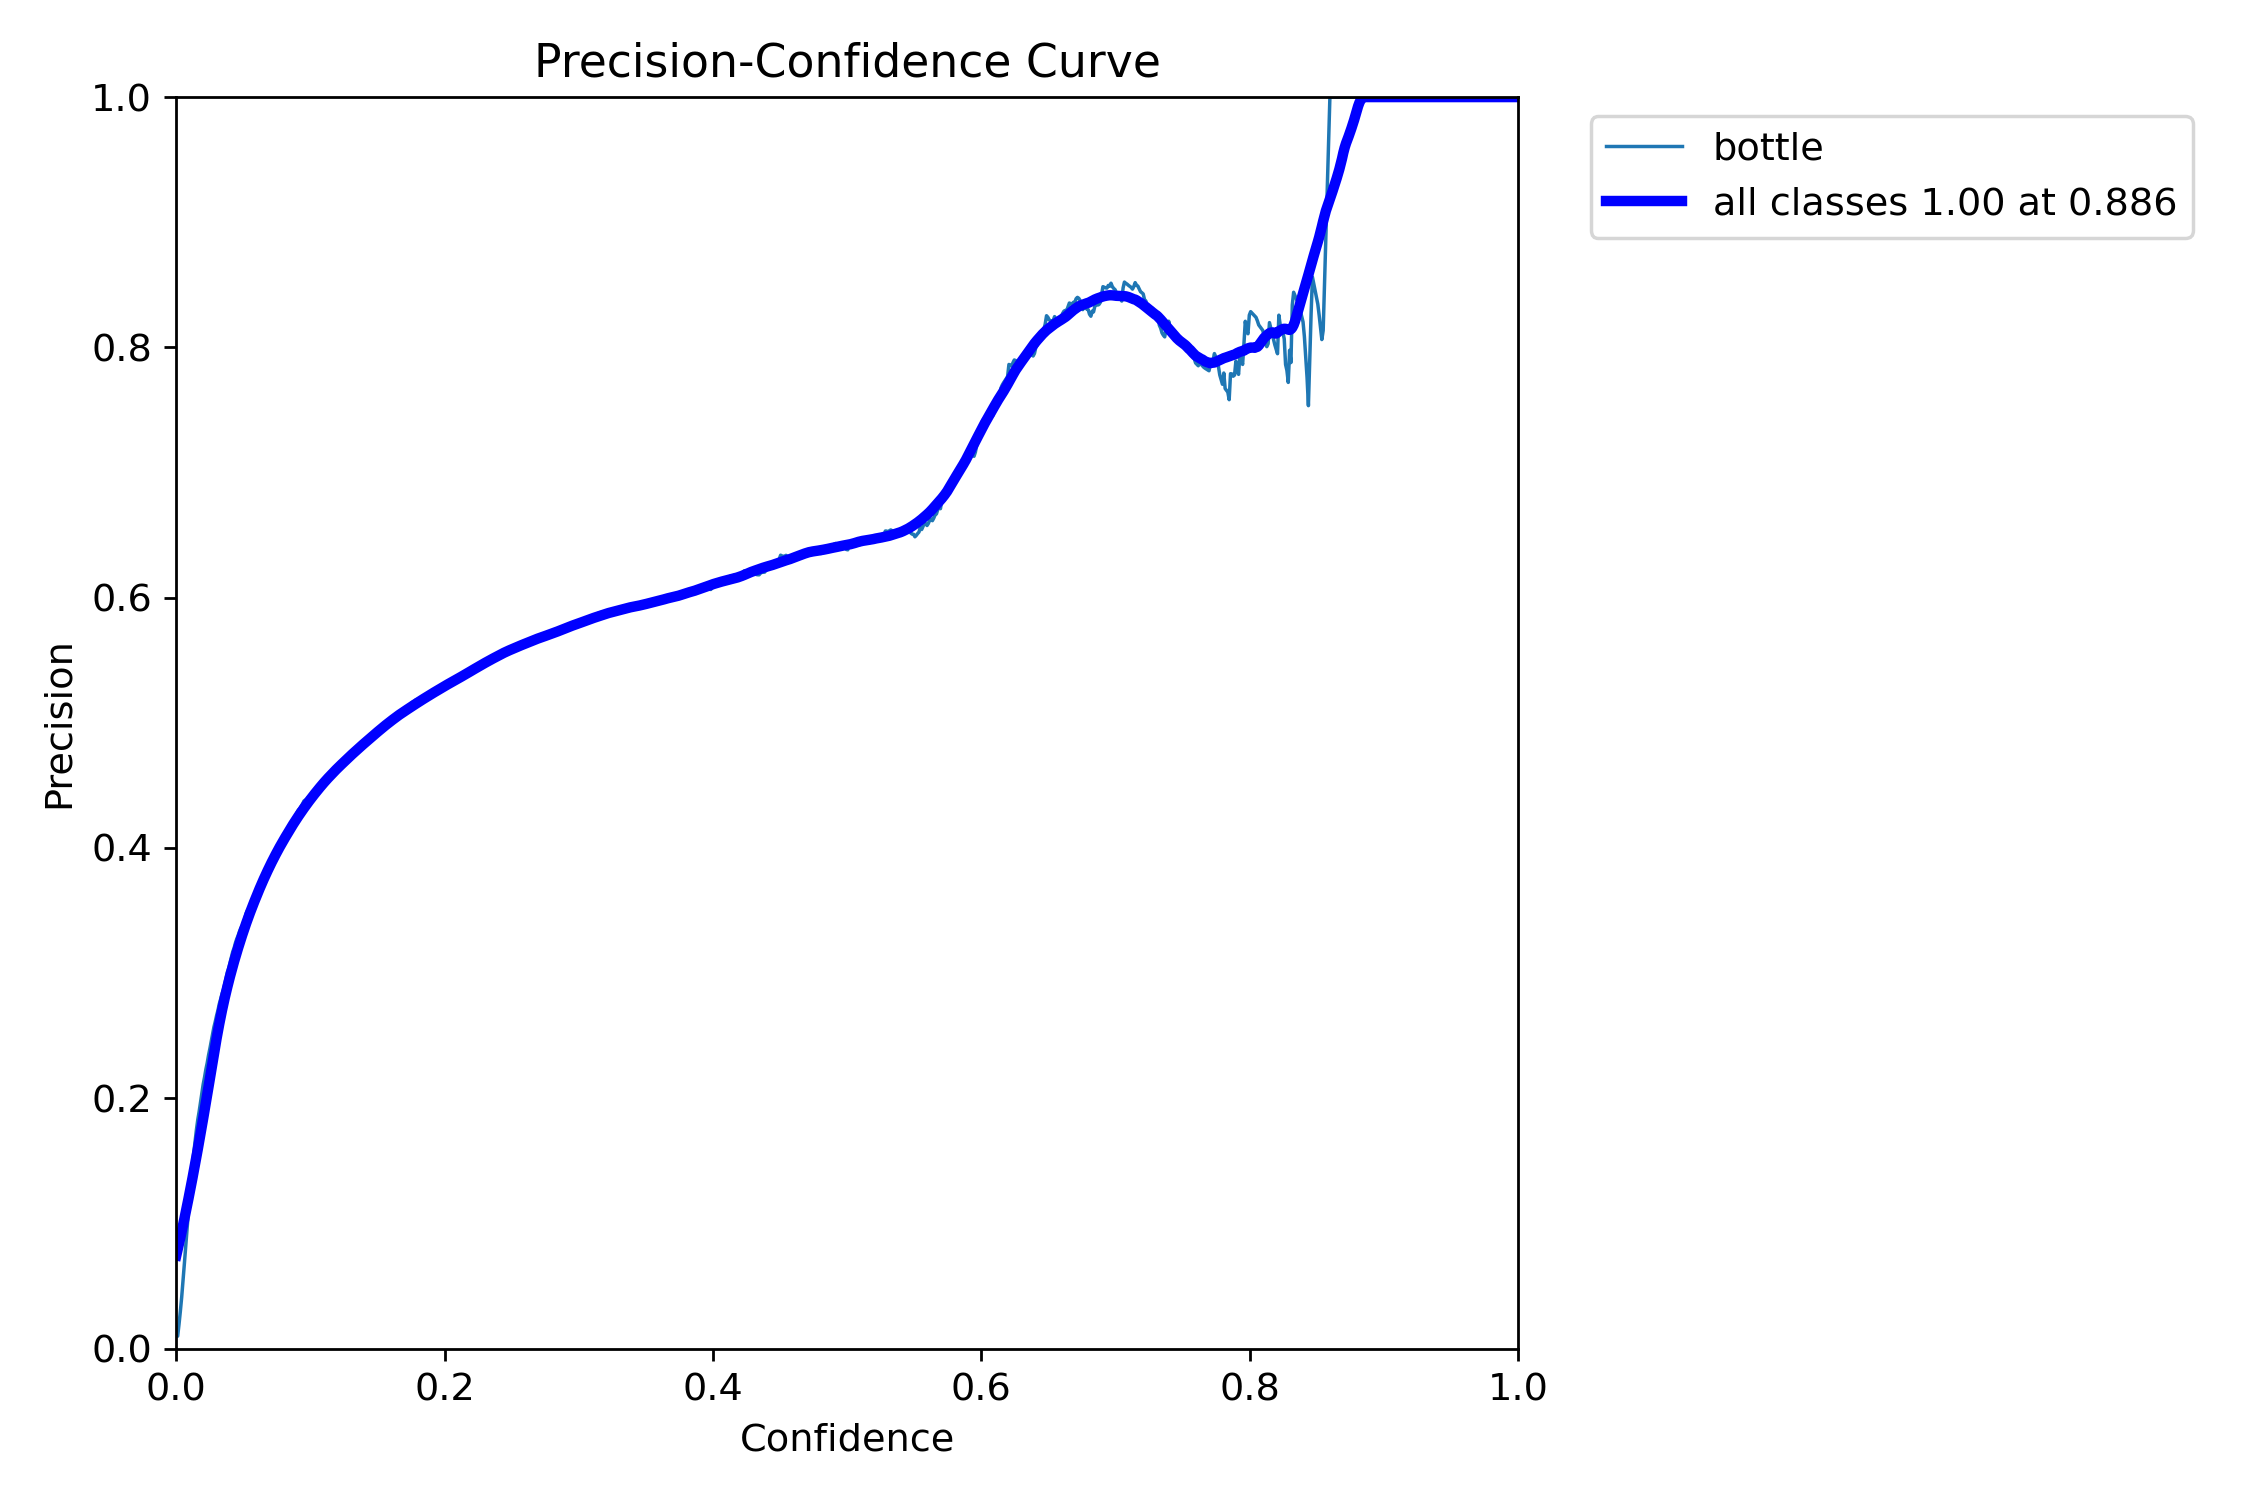 Precision-Confidence Curve
1.0
0.8
0.6
0.4
0.2
0.0
Precision
0.0 0.2 0.4 0.6 0.8 1.0
Confidence
bottle
all classes 1.00 at 0.886